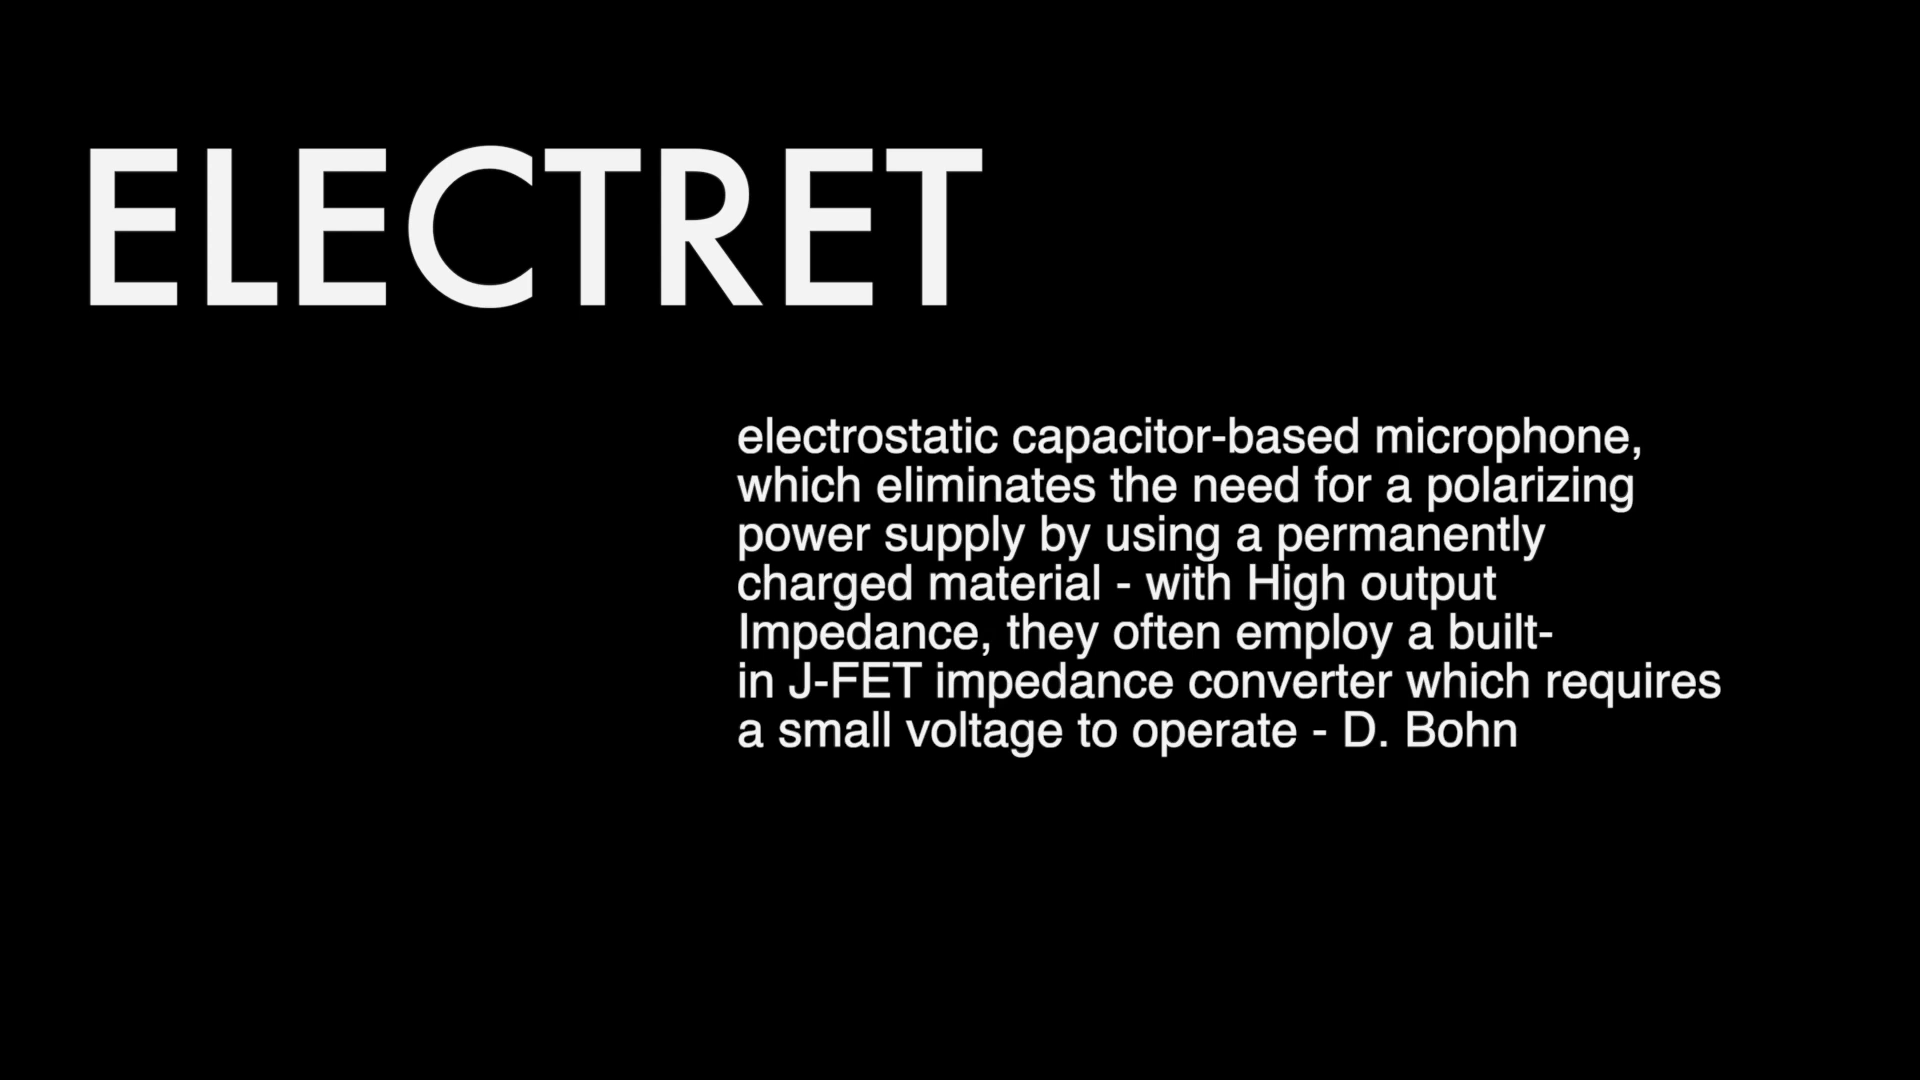 ELECTRET
electrostatic capacitor-based microphone,
which eliminates the need for a polarizing
power supply by using a permanently
charged material - with High output
Impedance, they often employ a built-
in J-FET impedance converter which requires
a small voltage to operate - D. Bohn